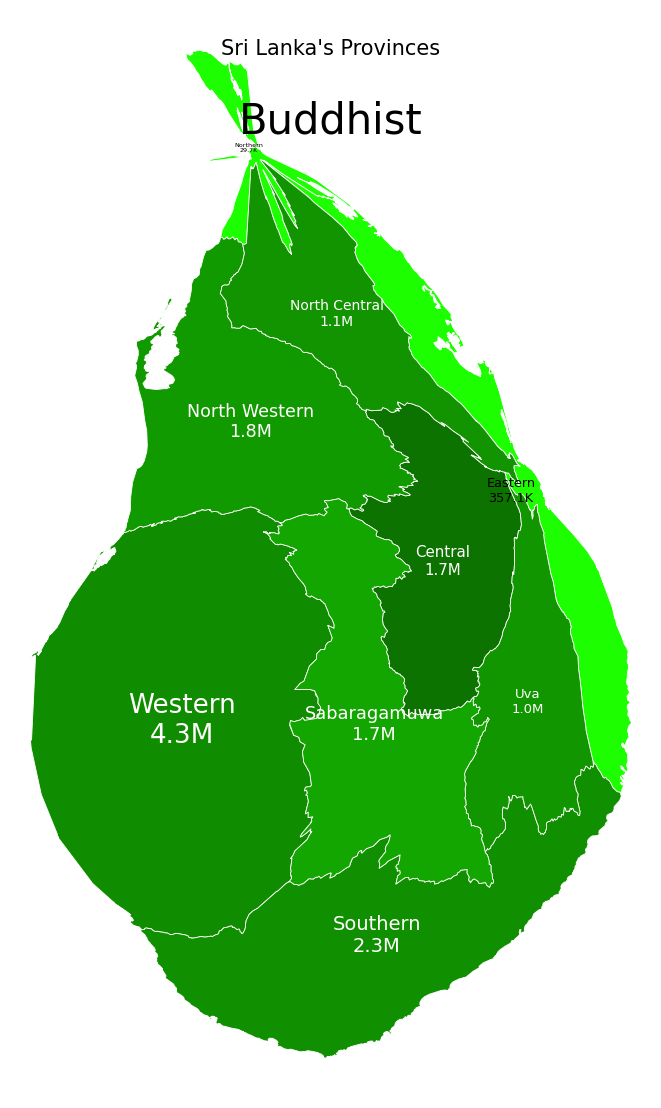 Sri Lanka's Provinces
Buddhist
Northern
29.7K
North Central
1.1M
North Western
1.8M
Eastern
357.1K
Central
1.7M
Western
4.3M
Uva
1.0M
Sabaragamuwa
1.7M
Southern
2.3M